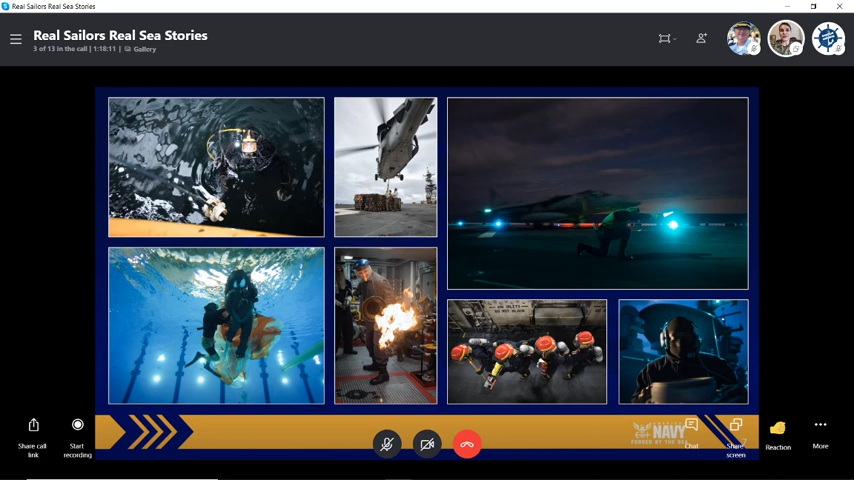 Real Sailors Real Sea Stories
Real Sailors Real Sea Stories
3 of 13 in the call | 1:18:11 | Gallery
NAVY
FORGED BY THE SEA
Share call
link
Start
recording
Chat
Share
screen
Reaction
More